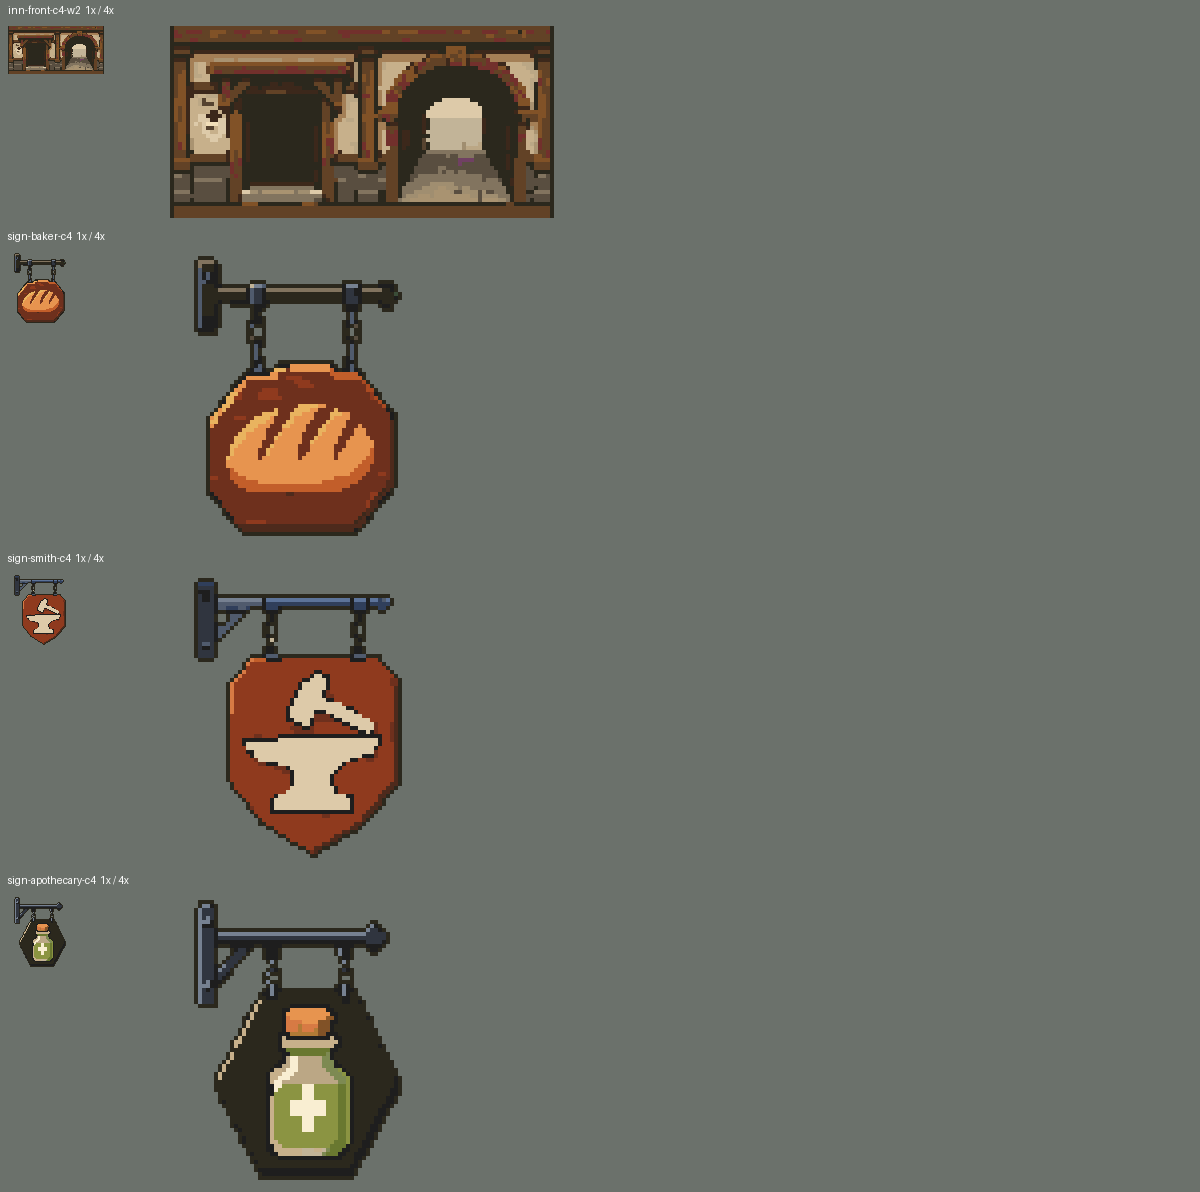 inn-front-c4-w2 1x / 4x
sign-baker-c4 1x / 4x
sign-smith-c4 1x / 4x
sign-apothecary-c4 1x / 4x